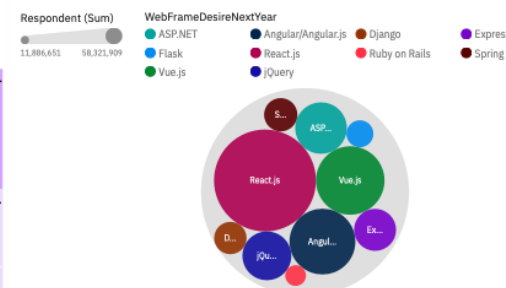 Respondent (Sum)
11,886,651 58,321,909
WebFrameDesireNextYear
ASP.NET Angular/Angular.js Django Expres
Flask React.js Ruby on Rails Spring
Vue.js jQuery
S...
ASP...
React.js
Vue.js
Ex...
D...
Angul...
jQu...